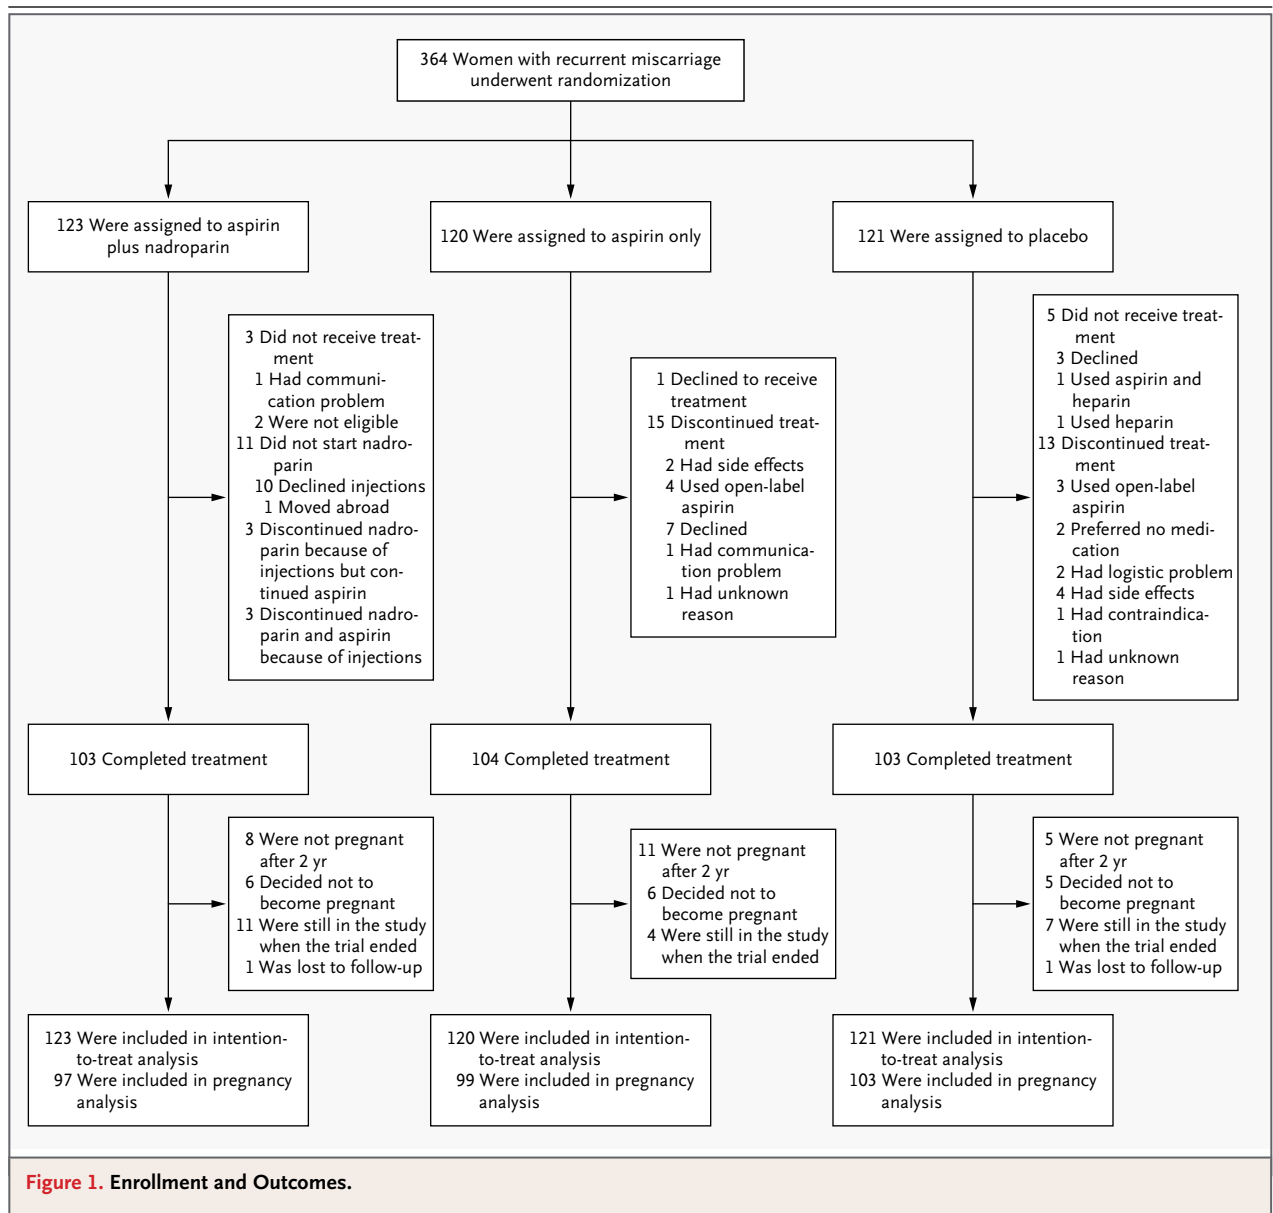 364 Women with recurrent miscarriage
underwent randomization
123 Were assigned to aspirin
plus nadroparin
120 Were assigned to aspirin only
121 Were assigned to placebo
3 Did not receive treat-
ment
1 Had communi-
cation problem
2 Were not eligible
11 Did not start nadro-
parin
10 Declined injections
1 Moved abroad
3 Discontinued nadro-
parin because of
injections but con-
tinued aspirin
3 Discontinued nadro-
parin and aspirin
because of injections
1 Declined to receive
treatment
15 Discontinued treat-
ment
2 Had side effects
4 Used open-label
aspirin
7 Declined
1 Had communica-
tion problem
1 Had unknown
reason
5 Did not receive treat-
ment
3 Declined
1 Used aspirin and
heparin
1 Used heparin
13 Discontinued treat-
ment
3 Used open-label
aspirin
2 Preferred no medi-
cation
2 Had logistic problem
4 Had side effects
1 Had contraindica-
tion
1 Had unknown
reason
103 Completed treatment
104 Completed treatment
103 Completed treatment
8 Were not pregnant
after 2 yr
6 Decided not to
become pregnant
11 Were still in the study
when the trial ended
1 Was lost to follow-up
11 Were not pregnant
after 2 yr
6 Decided not to
become pregnant
4 Were still in the study
when the trial ended
5 Were not pregnant
after 2 yr
5 Decided not to
become pregnant
7 Were still in the study
when the trial ended
1 Was lost to follow-up
123 Were included in intention-
to-treat analysis
97 Were included in pregnancy
analysis
120 Were included in intention-
to-treat analysis
99 Were included in pregnancy
analysis
121 Were included in intention-
to-treat analysis
103 Were included in pregnancy
analysis
Figure 1. Enrollment and Outcomes.